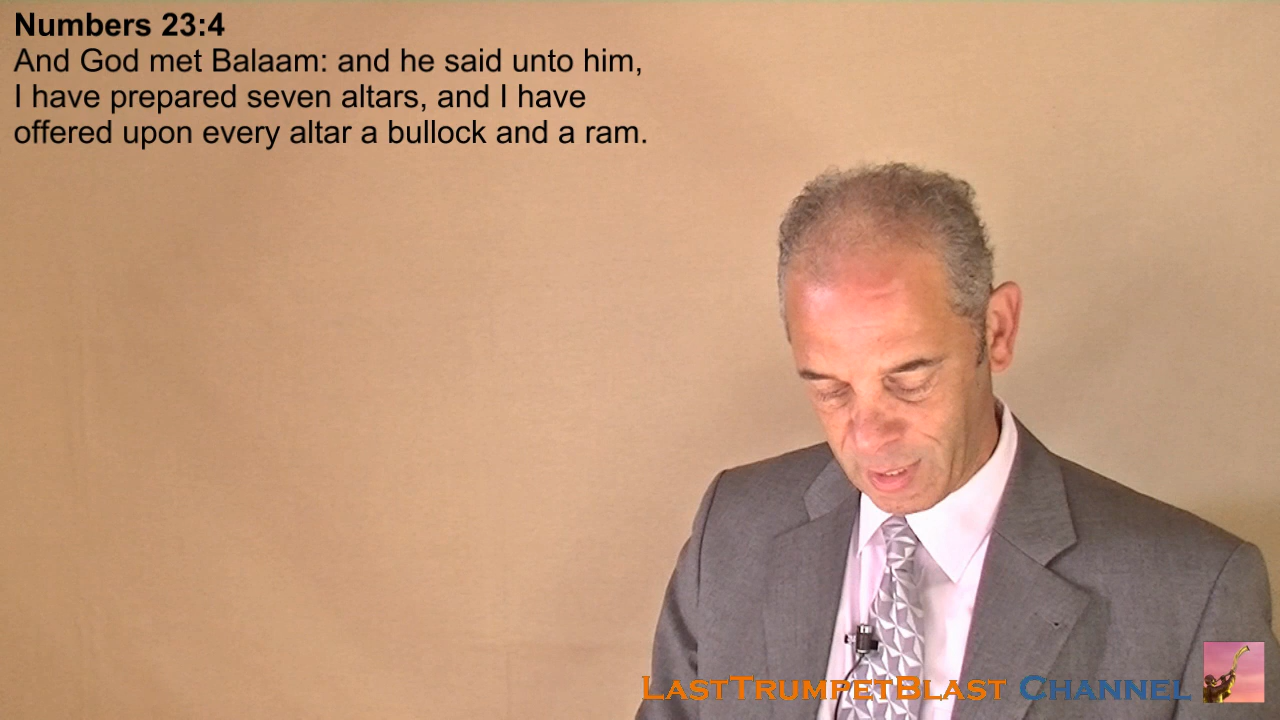 Numbers 23:4
And God met Balaam: and he said unto him,
I have prepared seven altars, and I have
offered upon every altar a bullock and a ram.
LastTrumpetBlast Channel